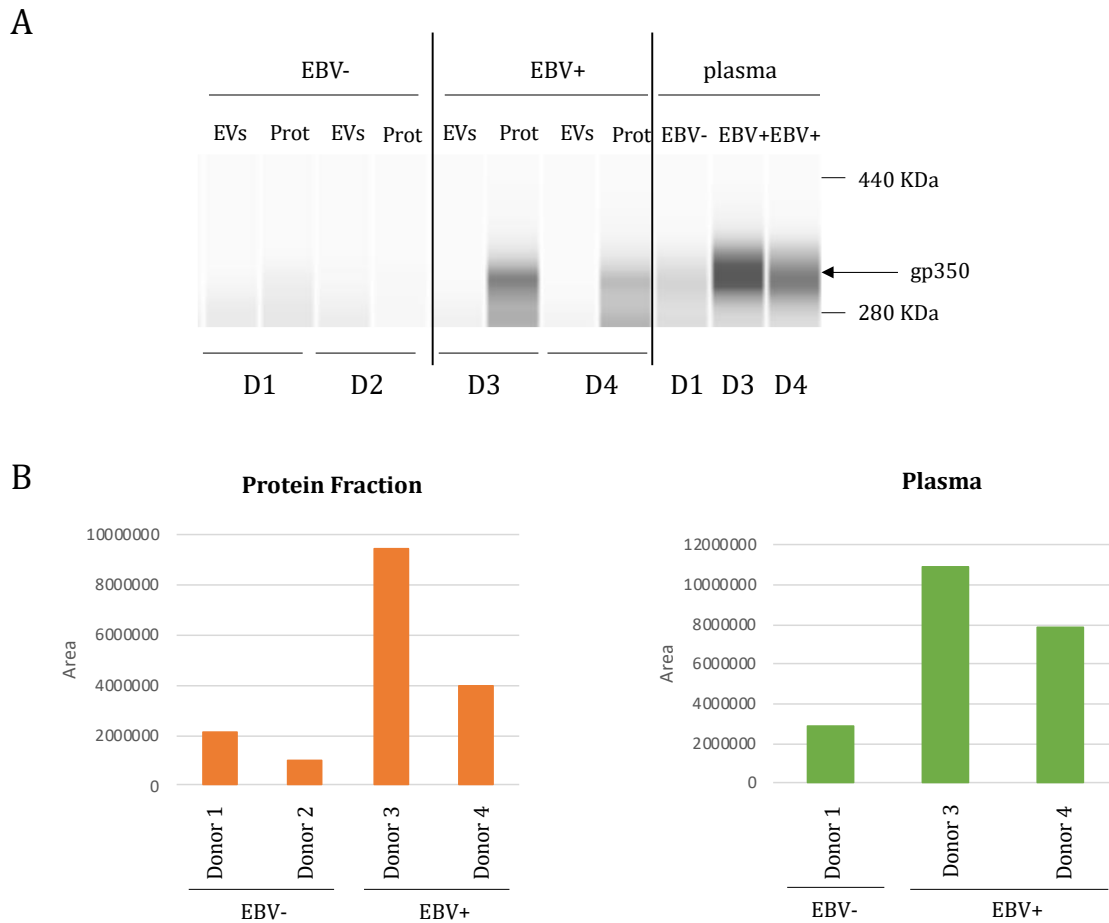 A
EBV-
EBV+
plasma
EVs Prot EVs Prot EVs Prot EVs Prot EBV- EBV+ EBV+
440 KDa
gp350
280 KDa
D1 D2 D3 D4 D1 D3 D4
B
Protein Fraction
Area
10000000
8000000
6000000
4000000
2000000
0
Donor 1
Donor 2
Donor 3
Donor 4
EBV-
EBV+
Plasma
Area
12000000
10000000
8000000
6000000
4000000
2000000
0
Donor 1
Donor 3
Donor 4
EBV-
EBV+